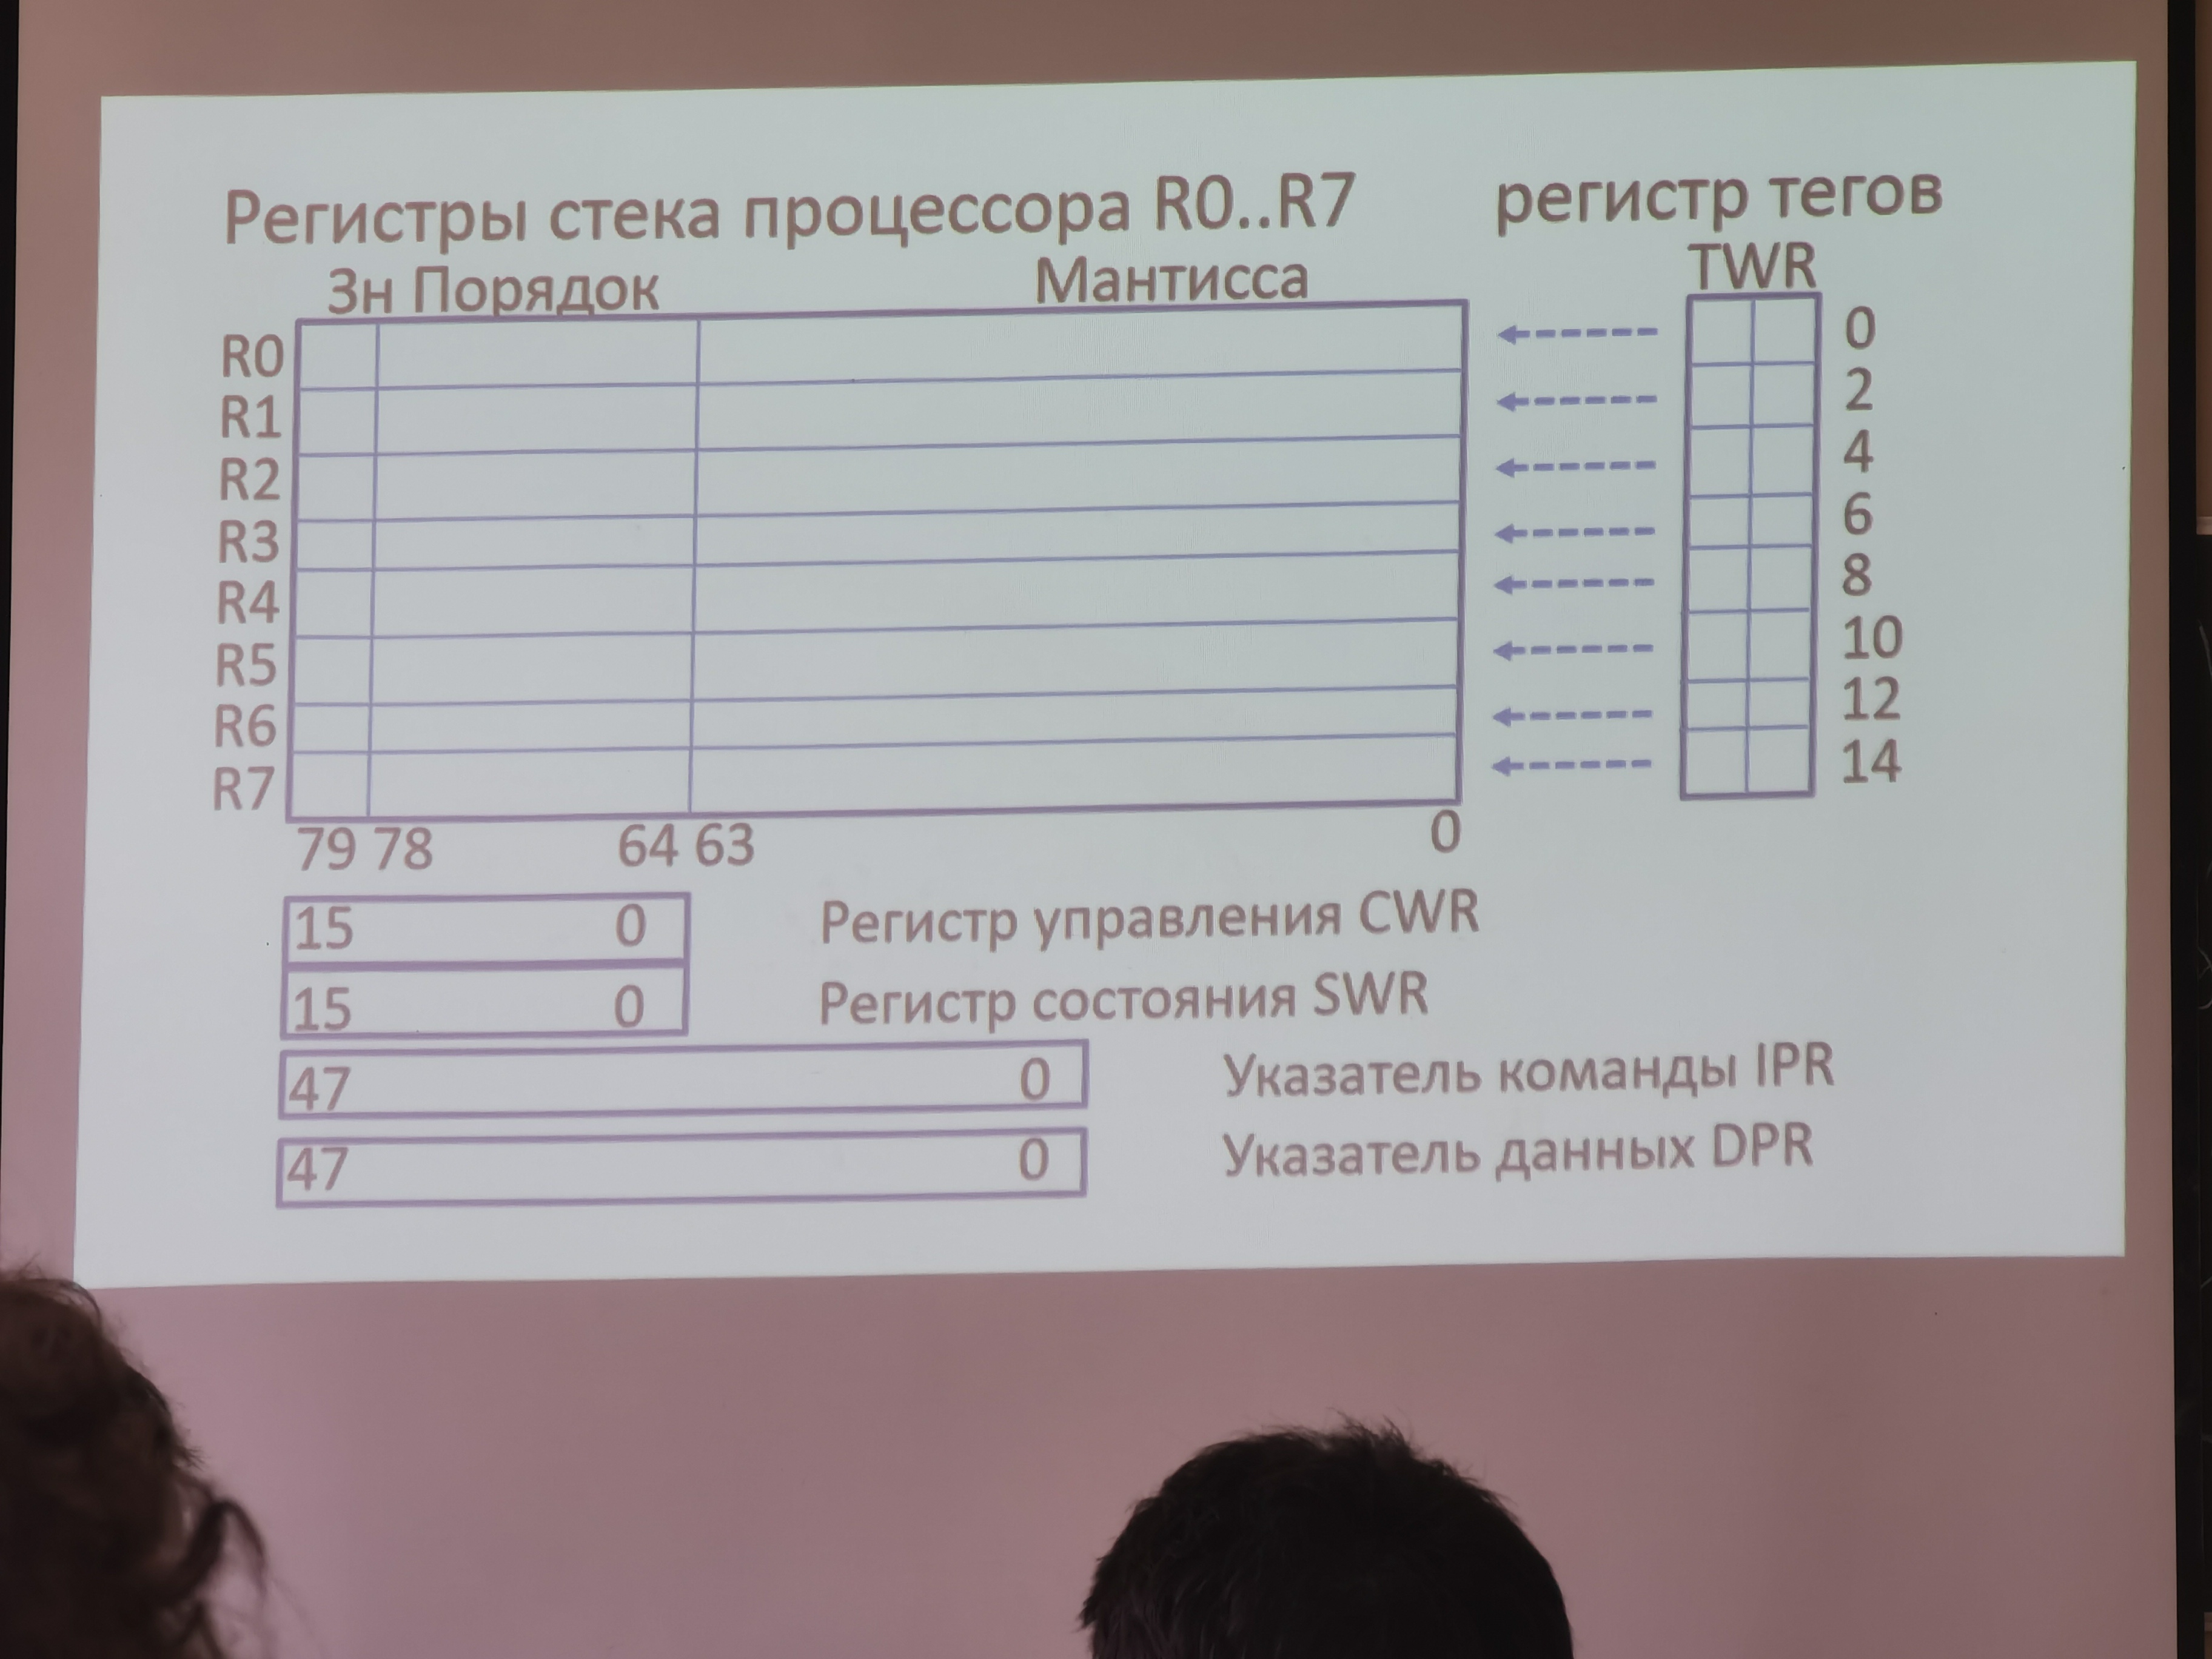 Регистры стека процессора R0..R7 регистр тегов
Зн Порядок Мантисса TWR
R0 0
R1 2
R2 4
R3 6
R4 8
R5 10
R6 12
R7 14
79 78 64 63 0
15 0 Регистр управления CWR
15 0 Регистр состояния SWR
47 0 Указатель команды IPR
47 0 Указатель данных DPR